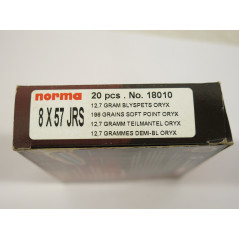 norma
8 X 57 JRS
20 pcs . No. 18010
12,7 GRAM BLYSPETS ORYX
196 GRAINS SOFT POINT ORYX
12,7 GRAMM TEILMANTEL ORYX
12,7 GRAMMES DEMI-BL ORYX